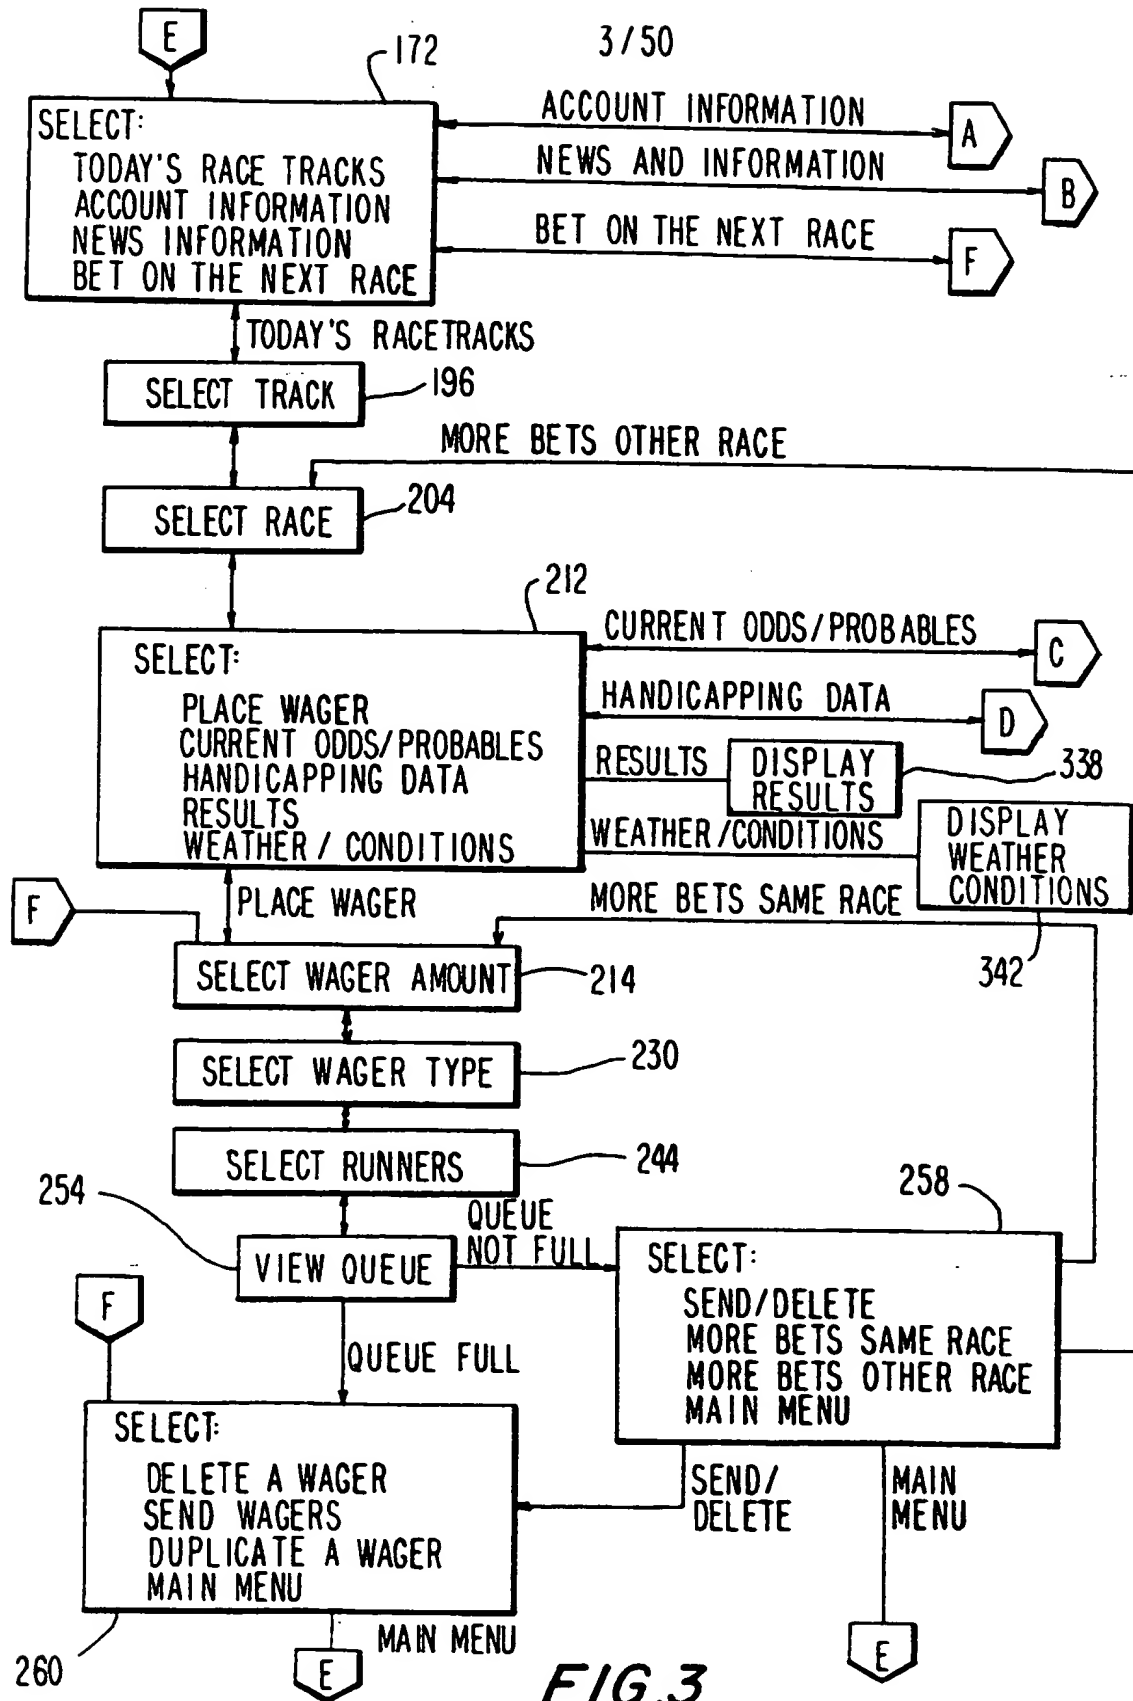 E
3/50
172
SELECT:
TODAY'S RACE TRACKS
ACCOUNT INFORMATION
NEWS INFORMATION
BET ON THE NEXT RACE
ACCOUNT INFORMATION
A
NEWS AND INFORMATION
B
BET ON THE NEXT RACE
F
TODAY'S RACETRACKS
SELECT TRACK
196
MORE BETS OTHER RACE
SELECT RACE
204
212
SELECT:
PLACE WAGER
CURRENT ODDS/PROBABLES
HANDICAPPING DATA
RESULTS
WEATHER / CONDITIONS
CURRENT ODDS/PROBABLES
C
HANDICAPPING DATA
D
RESULTS
DISPLAY
RESULTS
338
WEATHER/CONDITIONS
DISPLAY
WEATHER
CONDITIONS
342
F
PLACE WAGER
MORE BETS SAME RACE
SELECT WAGER AMOUNT
214
SELECT WAGER TYPE
230
SELECT RUNNERS
244
254
VIEW QUEUE
QUEUE
NOT FULL
258
SELECT:
SEND/DELETE
MORE BETS SAME RACE
MORE BETS OTHER RACE
MAIN MENU
F
QUEUE FULL
SELECT:
DELETE A WAGER
SEND WAGERS
DUPLICATE A WAGER
MAIN MENU
SEND/
DELETE
MAIN
MENU
260
MAIN MENU
E
E
FIG.3